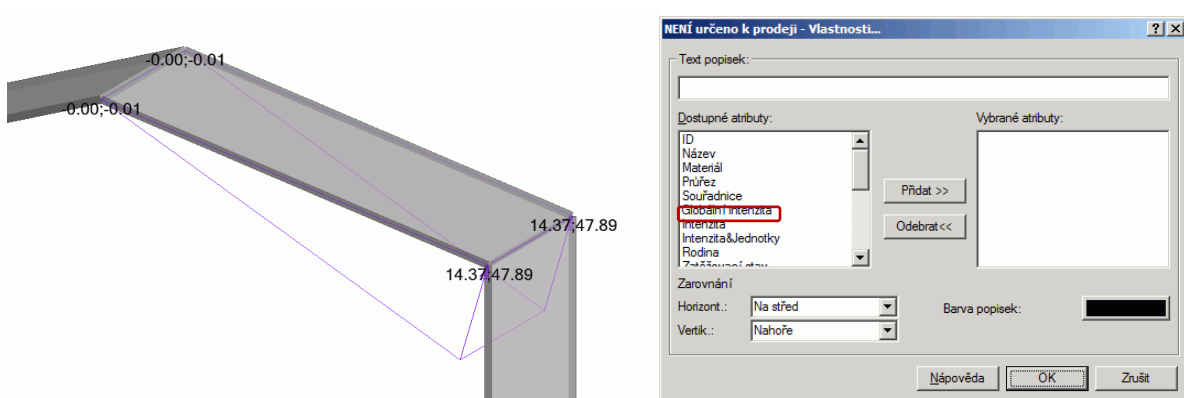 -0.00;-0.01
-0.00;-0.01
14.37;47.89
14.37;47.89
NENÍ určeno k prodeji - Vlastnosti...
Text popisek:
Dostupné atributy:
Vybrané atributy:
ID
Název
Materiál
Průřez
Souřadnice
Globální intenzita
Intenzita
Intenzita&Jednotky
Rodina
Zatěžovací stav
Přidat >>
Odebrat<<
Zarovnání
Horizont.:
Na střed
Barva popisek:
Vertik.:
Nahoře
Nápověda
OK
Zrušit